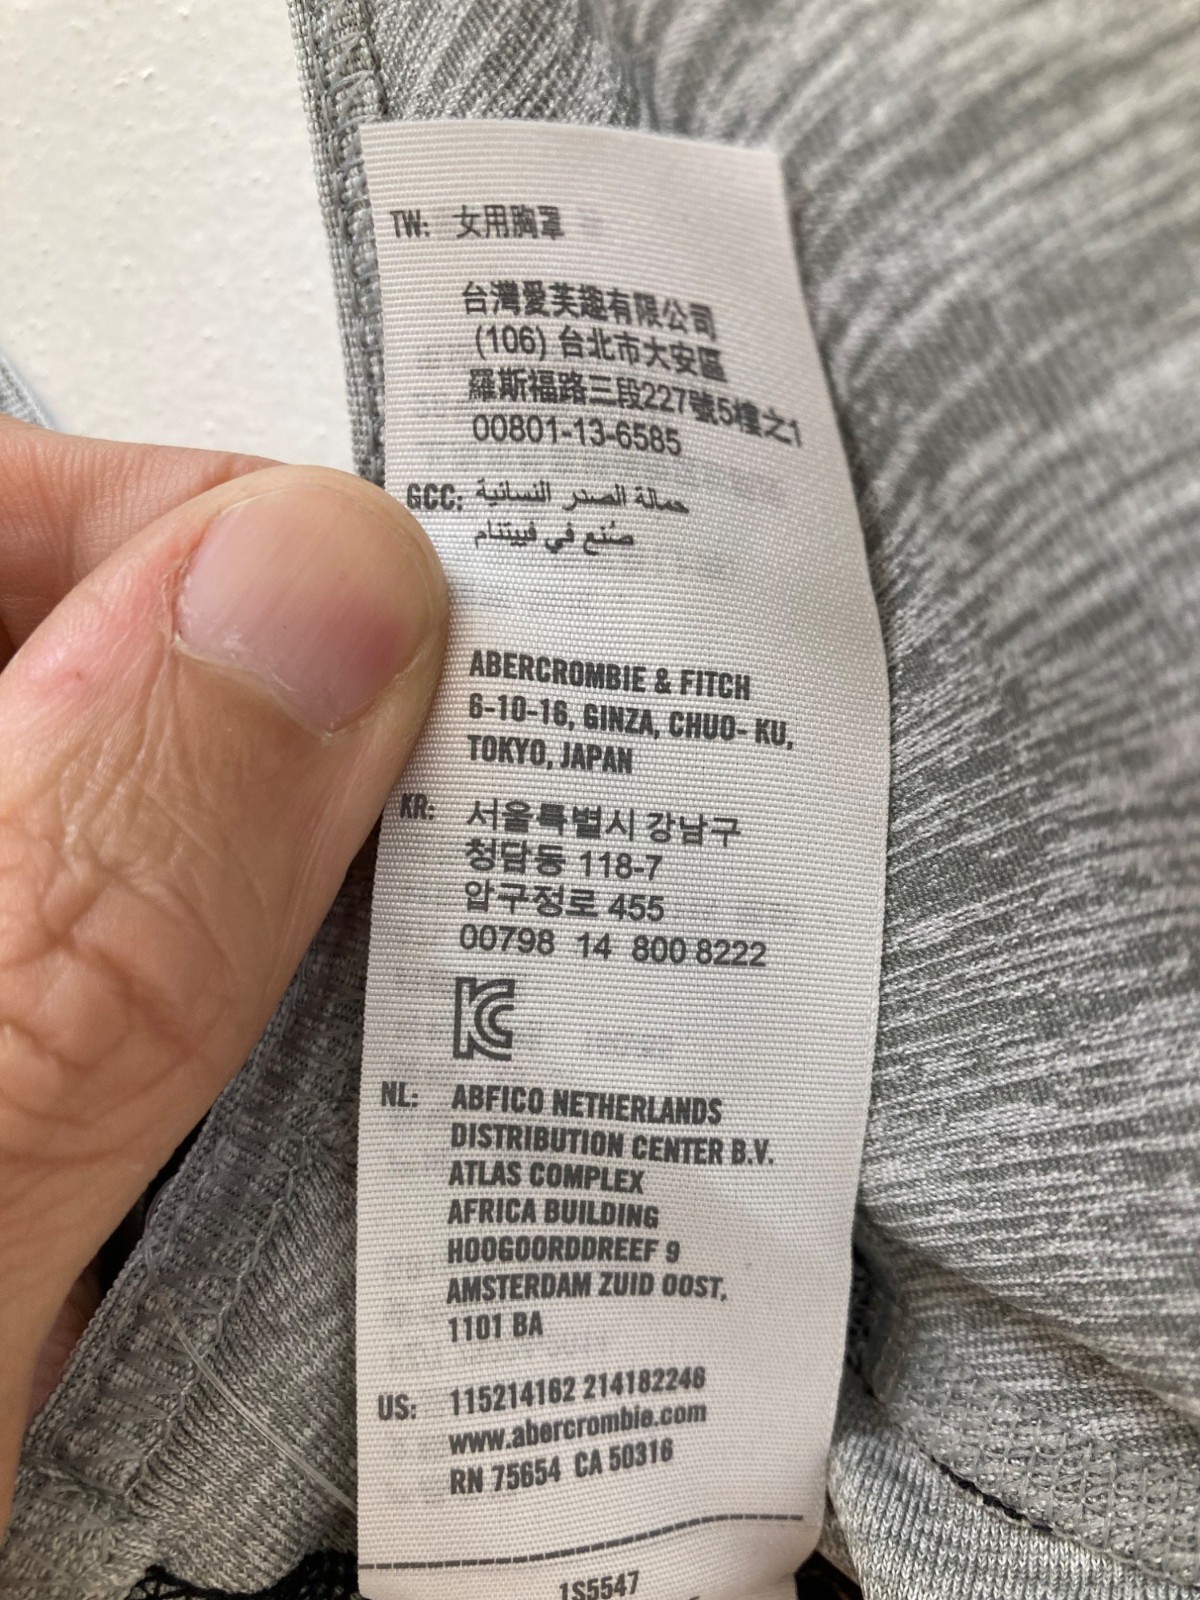 TW: 女用胸罩
台灣愛芙趣有限公司
(106) 台北市大安區
羅斯福路三段227號5樓之1
00801-13-6585
GCC: حمالة الصدر النسائية
صُنع في فييتنام
ABERCROMBIE & FITCH
6-10-16, GINZA, CHUO- KU,
TOKYO, JAPAN
KR: 서울특별시 강남구
청담동 118-7
압구정로 455
00798 14 800 8222
KC
NL: ABFICO NETHERLANDS
DISTRIBUTION CENTER B.V.
ATLAS COMPLEX
AFRICA BUILDING
HOOGOORDDREEF 9
AMSTERDAM ZUID OOST,
1101 BA
US: 115214162 214182246
www.abercrombie.com
RN 75654 CA 50316
1S5547